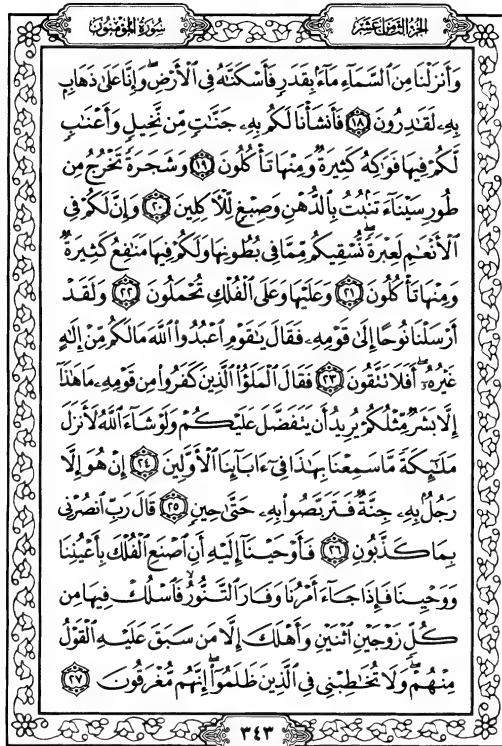 الجزء الثامن عشر
سورة المؤمنون
وَأَنزَلْنَا مِنَ ٱلسَّمَآءِ مَآءًۢ بِقَدَرٍ فَأَسْكَنَّٰهُ فِى ٱلْأَرْضِ ۖ وَإِنَّا عَلَىٰ ذَهَابٍۭ
بِهِۦ لَقَٰدِرُونَ ١٨ فَأَنشَأْنَا لَكُم بِهِۦ جَنَّٰتٍ مِّن نَّخِيلٍ وَأَعْنَٰبٍ
لَّكُمْ فِيهَا فَوَٰكِهُ كَثِيرَةٌ وَمِنْهَا تَأْكُلُونَ ١٩ وَشَجَرَةً تَخْرُجُ مِن
طُورِ سَيْنَآءَ تَنۢبُتُ بِٱلدُّهْنِ وَصِبْغٍ لِّلْءَاكِلِينَ ٢٠ وَإِنَّ لَكُمْ فِى
ٱلْأَنْعَٰمِ لَعِبْرَةً ۖ نُّسْقِيكُم مِّمَّا فِى بُطُونِهَا وَلَكُمْ فِيهَا مَنَٰفِعُ كَثِيرَةٌ
وَمِنْهَا تَأْكُلُونَ ٢١ وَعَلَيْهَا وَعَلَى ٱلْفُلْكِ تُحْمَلُونَ ٢٢ وَلَقَدْ
أَرْسَلْنَا نُوحًا إِلَىٰ قَوْمِهِۦ فَقَالَ يَٰقَوْمِ ٱعْبُدُوا۟ ٱللَّهَ مَا لَكُم مِّنْ إِلَٰهٍ
غَيْرُهُۥٓ ۖ أَفَلَا تَتَّقُونَ ٢٣ فَقَالَ ٱلْمَلَؤُا۟ ٱلَّذِينَ كَفَرُوا۟ مِن قَوْمِهِۦ مَا هَٰذَآ
إِلَّا بَشَرٌ مِّثْلُكُمْ يُرِيدُ أَن يَتَفَضَّلَ عَلَيْكُمْ وَلَوْ شَآءَ ٱللَّهُ لَأَنزَلَ
مَلَٰٓئِكَةً مَّا سَمِعْنَا بِهَٰذَا فِىٓ ءَابَآئِنَا ٱلْأَوَّلِينَ ٢٤ إِنْ هُوَ إِلَّا
رَجُلٌۢ بِهِۦ جِنَّةٌ فَتَرَبَّصُوا۟ بِهِۦ حَتَّىٰ حِينٍ ٢٥ قَالَ رَبِّ ٱنصُرْنِى
بِمَا كَذَّبُونِ ٢٦ فَأَوْحَيْنَآ إِلَيْهِ أَنِ ٱصْنَعِ ٱلْفُلْكَ بِأَعْيُنِنَا
وَوَحْيِنَا فَإِذَا جَآءَ أَمْرُنَا وَفَارَ ٱلتَّنُّورُ ۙ فَٱسْلُكْ فِيهَا مِن
كُلٍّ زَوْجَيْنِ ٱثْنَيْنِ وَأَهْلَكَ إِلَّا مَن سَبَقَ عَلَيْهِ ٱلْقَوْلُ
مِنْهُمْ ۖ وَلَا تُخَٰطِبْنِى فِى ٱلَّذِينَ ظَلَمُوٓا۟ ۖ إِنَّهُم مُّغْرَقُونَ ٢٧
٣٤٣